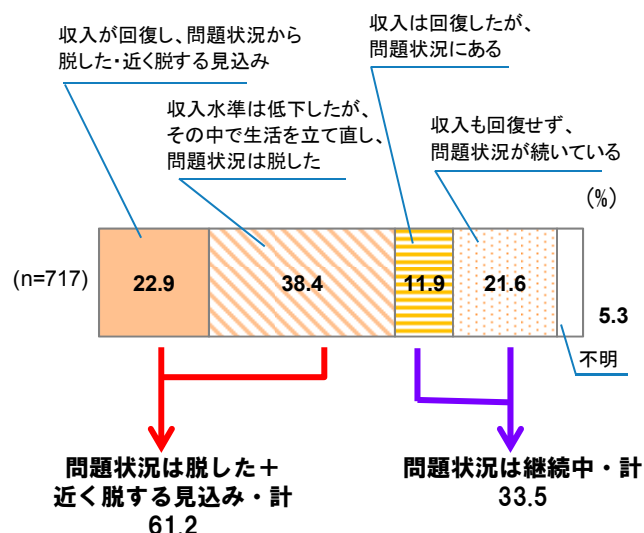 収入が回復し、問題状況から
脱した・近く脱する見込み
収入は回復したが、
問題状況にある
収入水準は低下したが、
その中で生活を立て直し、
問題状況は脱した
収入も回復せず、
問題状況が続いている
(%)
(n=717)
22.9
38.4
11.9
21.6
5.3
不明
問題状況は脱した＋
近く脱する見込み・計
61.2
問題状況は継続中・計
33.5